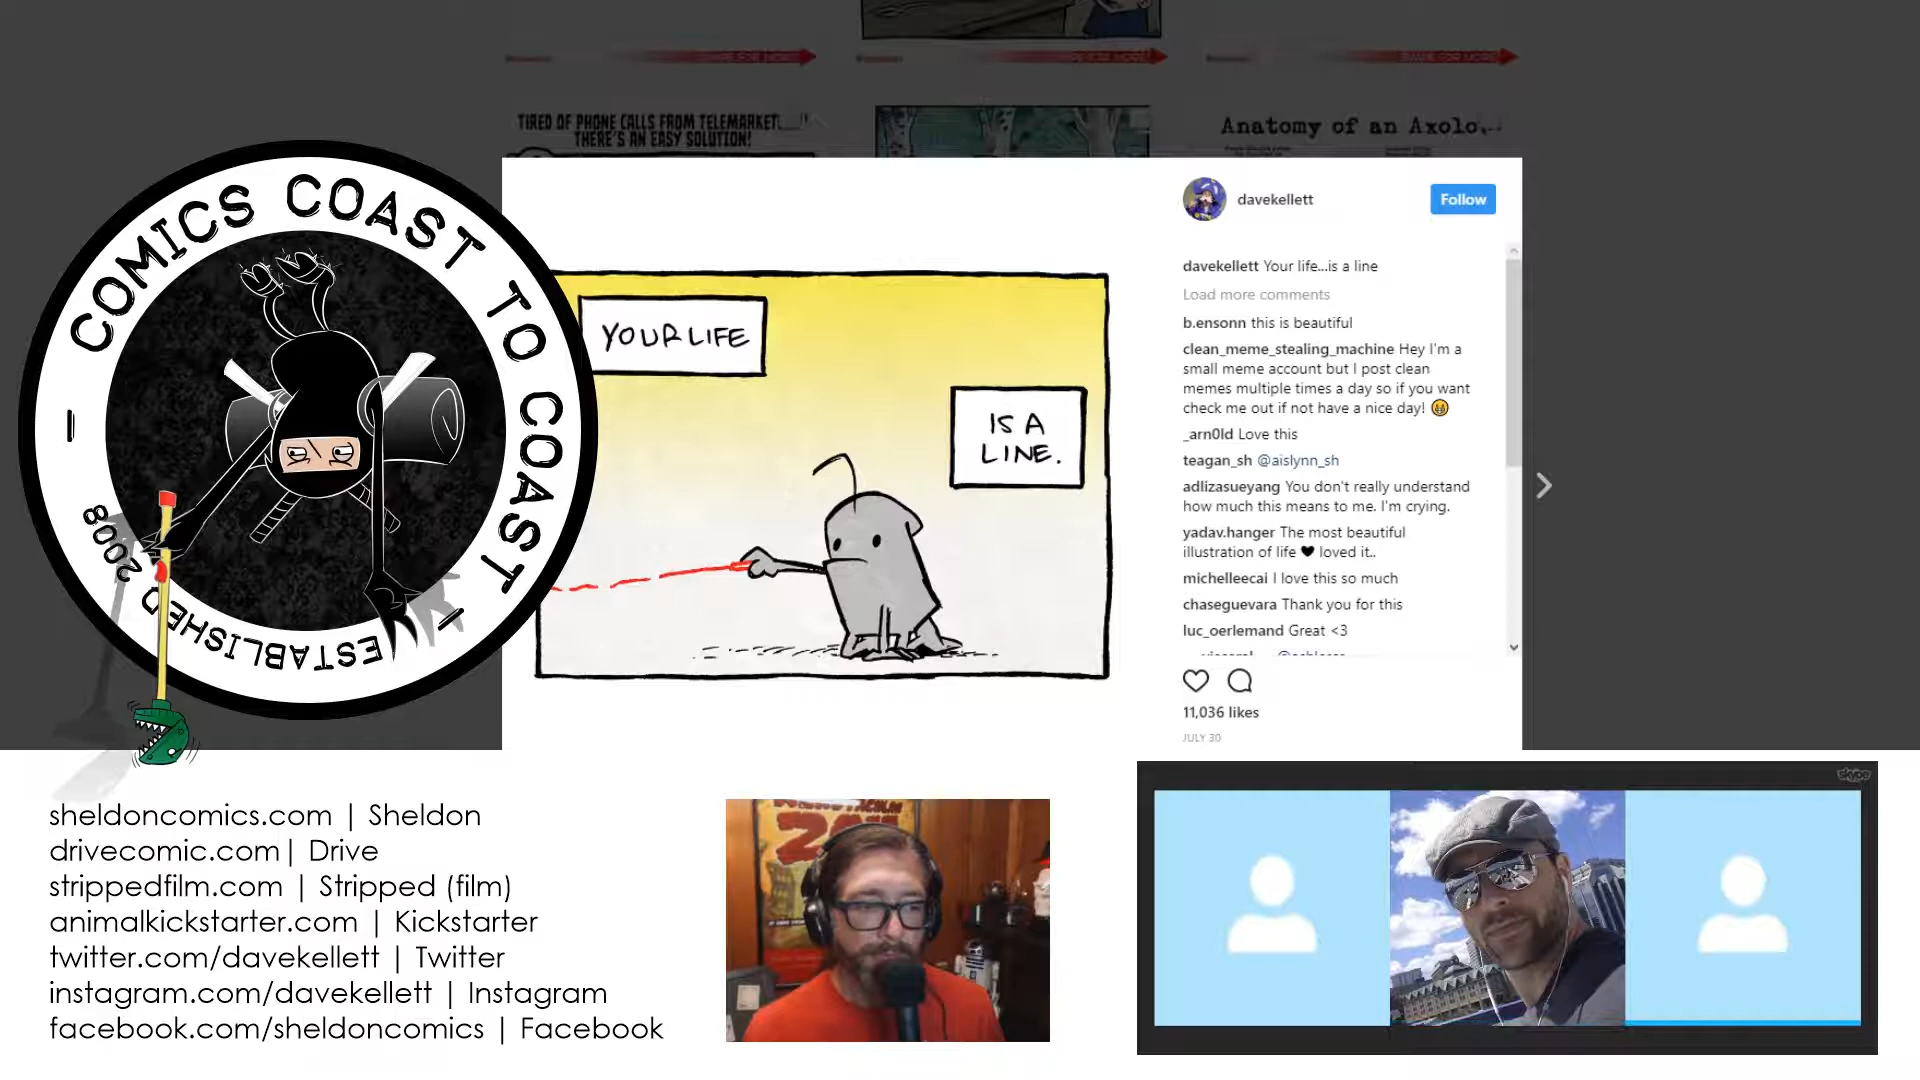 TIRED OF PHONE CALLS FROM TELEMARKET
THERE'S AN EASY SOLUTION!
Anatomy of an Axolo
- COMICS COAST TO COAST -
ESTABLISHED 2008
YOUR LIFE
IS A
LINE.
davekellett
Follow
davekellett Your life...is a line
Load more comments
b.ensonn this is beautiful
clean_meme_stealing_machine Hey I'm a
small meme account but I post clean
memes multiple times a day so if you want
check me out if not have a nice day! 😂
_arn0ld Love this
teagan_sh @aislynn_sh
adlizasueyang You don't really understand
how much this means to me. I'm crying.
yadav.hanger The most beautiful
illustration of life ♥ loved it..
michelleecai I love this so much
chaseguevara Thank you for this
luc_oerlemand Great <3
11,036 likes
JULY 30
skype
sheldoncomics.com | Sheldon
drivecomic.com| Drive
strippedfilm.com | Stripped (film)
animalkickstarter.com | Kickstarter
twitter.com/davekellett | Twitter
instagram.com/davekellett | Instagram
facebook.com/sheldoncomics | Facebook